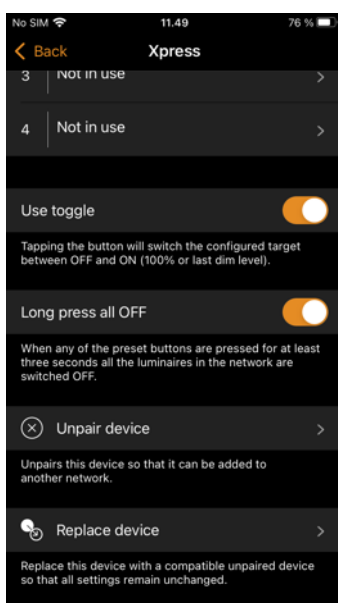 No SIM 11.49 76 %
Back Xpress
3 Not in use
4 Not in use
Use toggle
Tapping the button will switch the configured target
between OFF and ON (100% or last dim level).
Long press all OFF
When any of the preset buttons are pressed for at least
three seconds all the luminaires in the network are
switched OFF.
Unpair device
Unpairs this device so that it can be added to
another network.
Replace device
Replace this device with a compatible unpaired device
so that all settings remain unchanged.